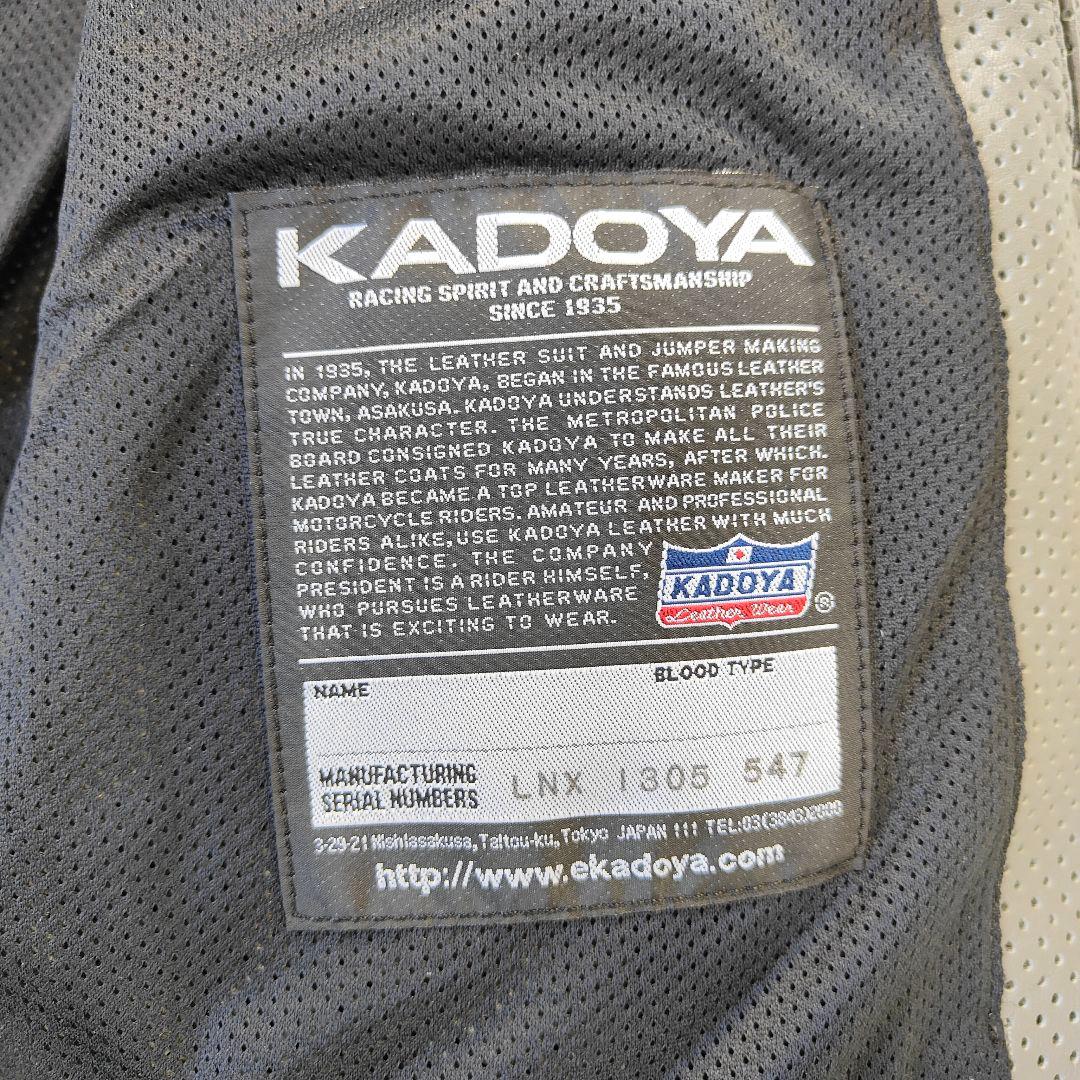 KADOYA
RACING SPIRIT AND CRAFTSMANSHIP
SINCE 1935
IN 1935, THE LEATHER SUIT AND JUMPER MAKING
COMPANY, KADOYA, BEGAN IN THE FAMOUS LEATHER
TOWN, ASAKUSA. KADOYA UNDERSTANDS LEATHER'S
TRUE CHARACTER. THE METROPOLITAN POLICE
BOARD CONSIGNED KADOYA TO MAKE ALL THEIR
LEATHER COATS FOR MANY YEARS, AFTER WHICH.
KADOYA BECAME A TOP LEATHERWARE MAKER FOR
MOTORCYCLE RIDERS. AMATEUR AND PROFESSIONAL
RIDERS ALIKE, USE KADOYA LEATHER WITH MUCH
CONFIDENCE. THE COMPANY
PRESIDENT IS A RIDER HIMSELF,
WHO PURSUES LEATHERWARE
THAT IS EXCITING TO WEAR.
KADOYA
Leather Wear ®
NAME BLOOD TYPE
MANUFACTURING
SERIAL NUMBERS LNX 1305 547
3-29-21 Nishiasakusa, Taitou-ku, Tokyo JAPAN 111 TEL:03(3843)2000
http://www.ekadoya.com